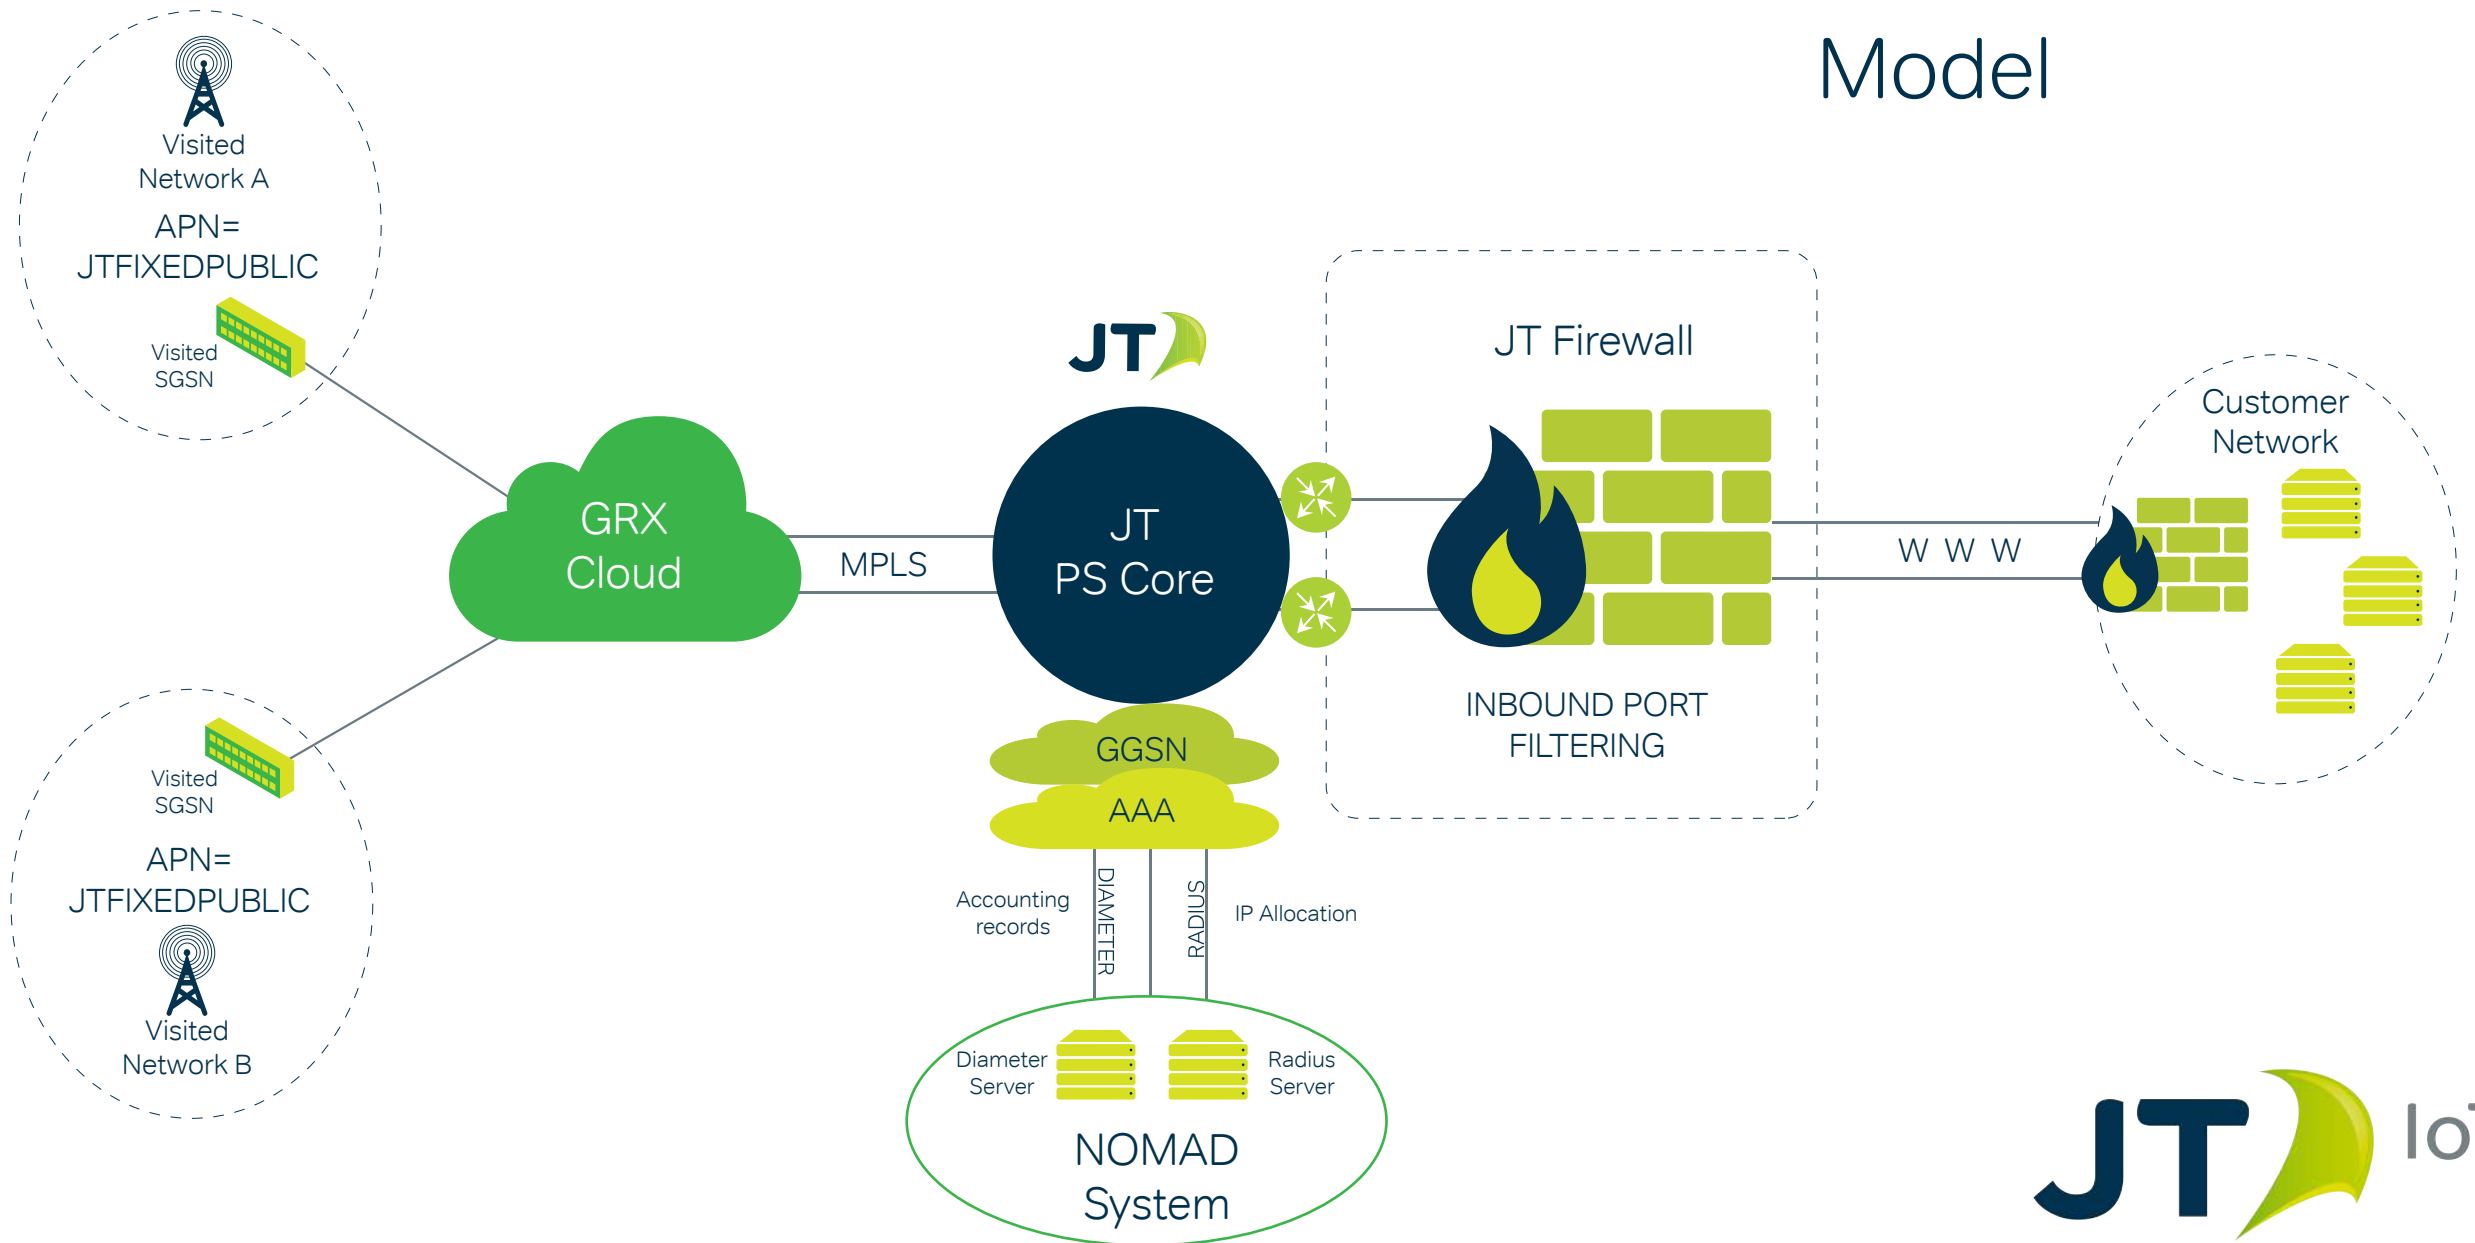 Model
Visited
Network A
APN=
JTFIXEDPUBLIC
Visited
SGSN
GRX
Cloud
MPLS
JT
JT
PS Core
JT Firewall
INBOUND PORT
FILTERING
W W W
Customer
Network
Visited
SGSN
APN=
JTFIXEDPUBLIC
Visited
Network B
GGSN
AAA
Accounting
records
DIAMETER
RADIUS
IP Allocation
Diameter
Server
Radius
Server
NOMAD
System
JT IoT